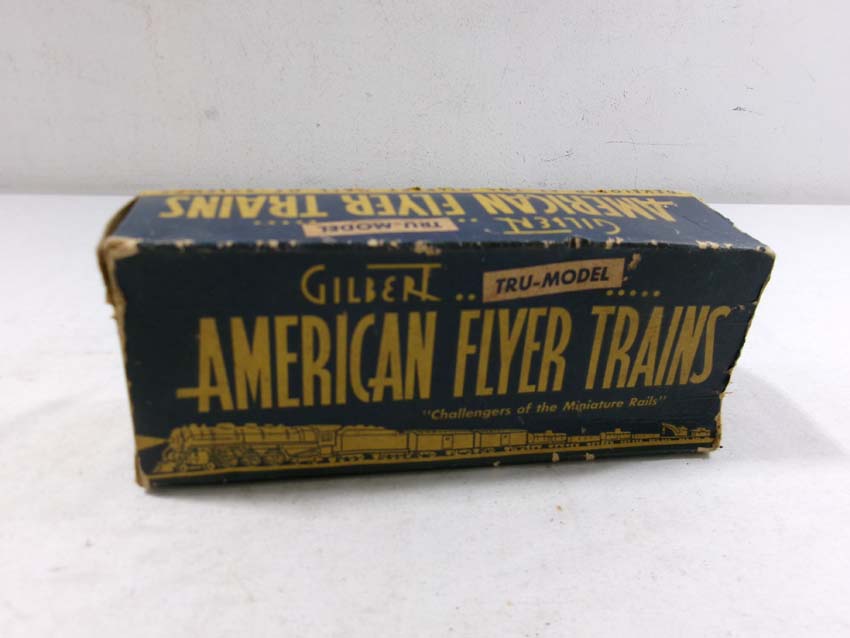 AMERICAN FLYER TRAINS
GILBERT
TRU-MODEL
GILBERT .. TRU-MODEL .....
AMERICAN FLYER TRAINS
"Challengers of the Miniature Rails"